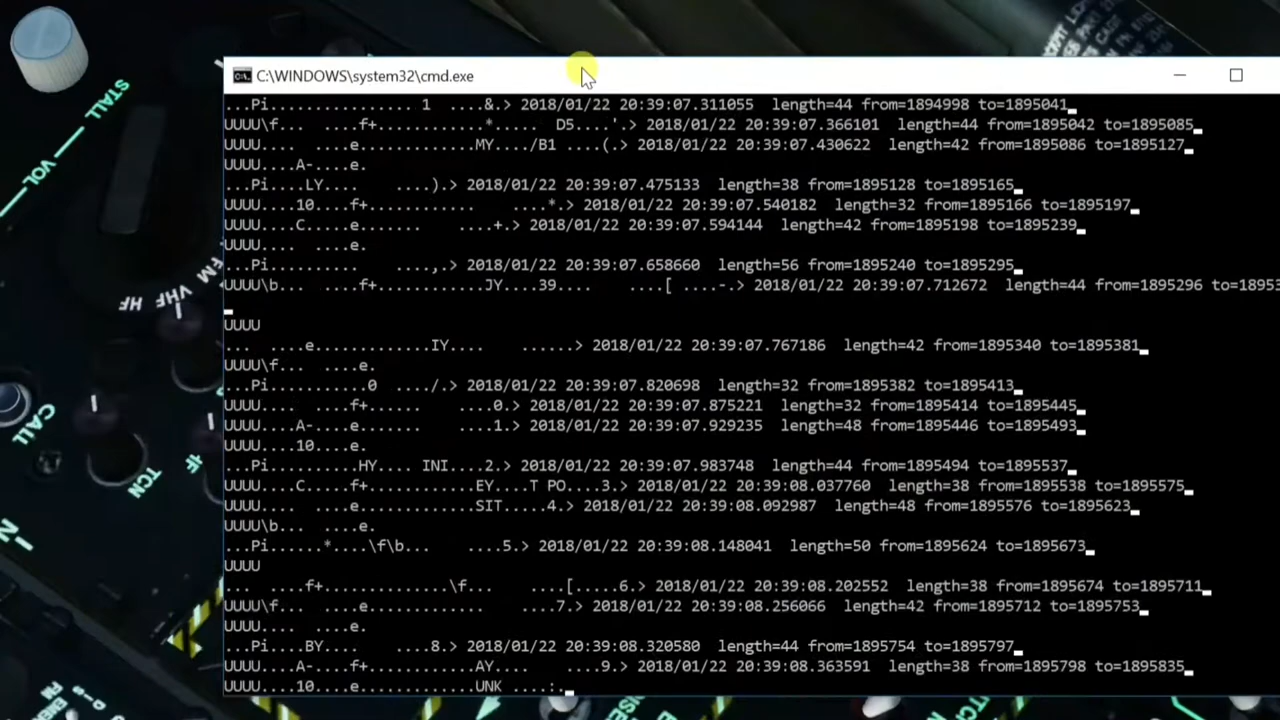 C:\WINDOWS\system32\cmd.exe
...Pi................ 1  ....&.> 2018/01/22 20:39:07.311055  length=44 from=1894998 to=1895041
UUUU\f...  ....f+............*.....  D5....'.> 2018/01/22 20:39:07.366101  length=44 from=1895042 to=1895085
UUUU....  ....e.............MY..../B1 ....(.> 2018/01/22 20:39:07.430622  length=42 from=1895086 to=1895127
UUUU....A-....e.
...Pi....LY....  ....).> 2018/01/22 20:39:07.475133  length=38 from=1895128 to=1895165
UUUU....10....f+............  ....*.> 2018/01/22 20:39:07.540182  length=32 from=1895166 to=1895197
UUUU....C.....e.......  ....+.> 2018/01/22 20:39:07.594144  length=42 from=1895198 to=1895239
UUUU....  ....e.
...Pi..........  ....,.> 2018/01/22 20:39:07.658660  length=56 from=1895240 to=1895295
UUUU\b...  ....f+............JY....39....  ....[ ....-.> 2018/01/22 20:39:07.712672  length=44 from=1895296 to=18953
UUUU
...  ....e.............IY....  ......> 2018/01/22 20:39:07.767186  length=42 from=1895340 to=1895381
UUUU\f...  ....e.
...Pi............0  ..../.> 2018/01/22 20:39:07.820698  length=32 from=1895382 to=1895413
UUUU....  ....f+......  ....0.> 2018/01/22 20:39:07.875221  length=32 from=1895414 to=1895445
UUUU....A-....e.......  ....1.> 2018/01/22 20:39:07.929235  length=48 from=1895446 to=1895493
UUUU....10....e.
...Pi..........HY.... INI....2.> 2018/01/22 20:39:07.983748  length=44 from=1895494 to=1895537
UUUU....C.....f+............EY....T PO....3.> 2018/01/22 20:39:08.037760  length=38 from=1895538 to=1895575
UUUU....  ....e.............SIT.....4.> 2018/01/22 20:39:08.092987  length=48 from=1895576 to=1895623
UUUU\b...  ....e.
...Pi......*....\f\b...  ....5.> 2018/01/22 20:39:08.148041  length=50 from=1895624 to=1895673
UUUU
...  ....f+............\f...  ....[.....6.> 2018/01/22 20:39:08.202552  length=38 from=1895674 to=1895711
UUUU\f...  ....e.............  ....7.> 2018/01/22 20:39:08.256066  length=42 from=1895712 to=1895753
UUUU....  ....e.
...Pi....BY....  ....8.> 2018/01/22 20:39:08.320580  length=44 from=1895754 to=1895797
UUUU....A-....f+............AY....  ....9.> 2018/01/22 20:39:08.363591  length=38 from=1895798 to=1895835
UUUU....10....e.............UNK ....:.
STALL
VOL
HF
VHF
FM
CALL
TCN